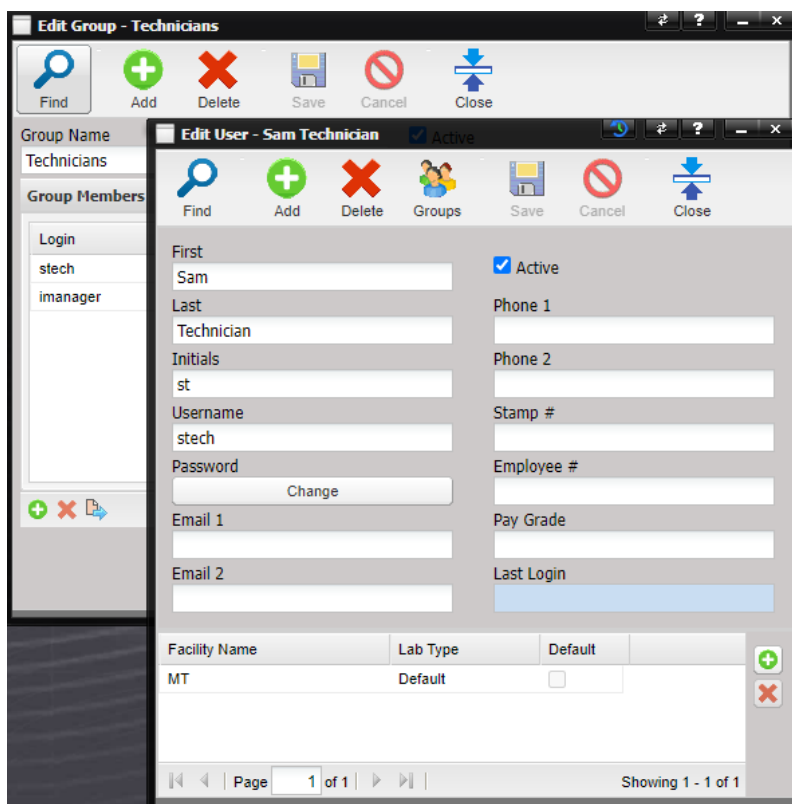 Edit Group - Technicians
Find Add Delete Save Cancel Close
Group Name
Technicians
Group Members
Login
stech
imanager
Edit User - Sam Technician Active
Find Add Delete Groups Save Cancel Close
First
Sam
Active
Last
Technician
Phone 1
Initials
st
Phone 2
Username
stech
Stamp #
Password
Change
Employee #
Email 1
Pay Grade
Email 2
Last Login
Facility Name Lab Type Default
MT Default
Page 1 of 1 Showing 1 - 1 of 1